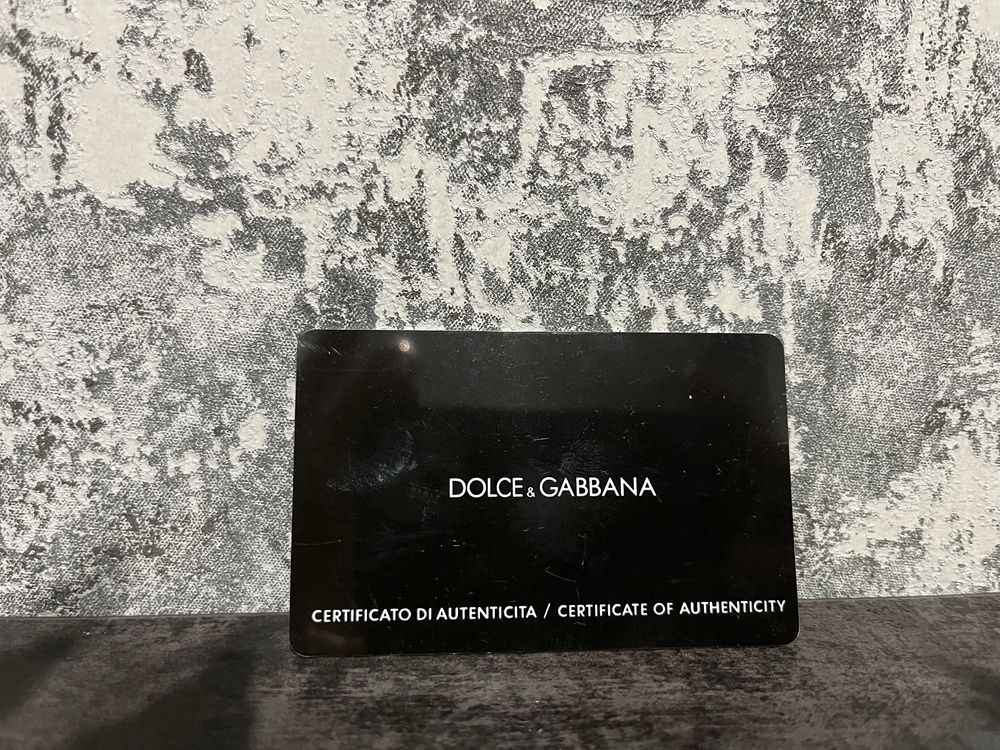 DOLCE & GABBANA
CERTIFICATO DI AUTENTICITA / CERTIFICATE OF AUTHENTICITY